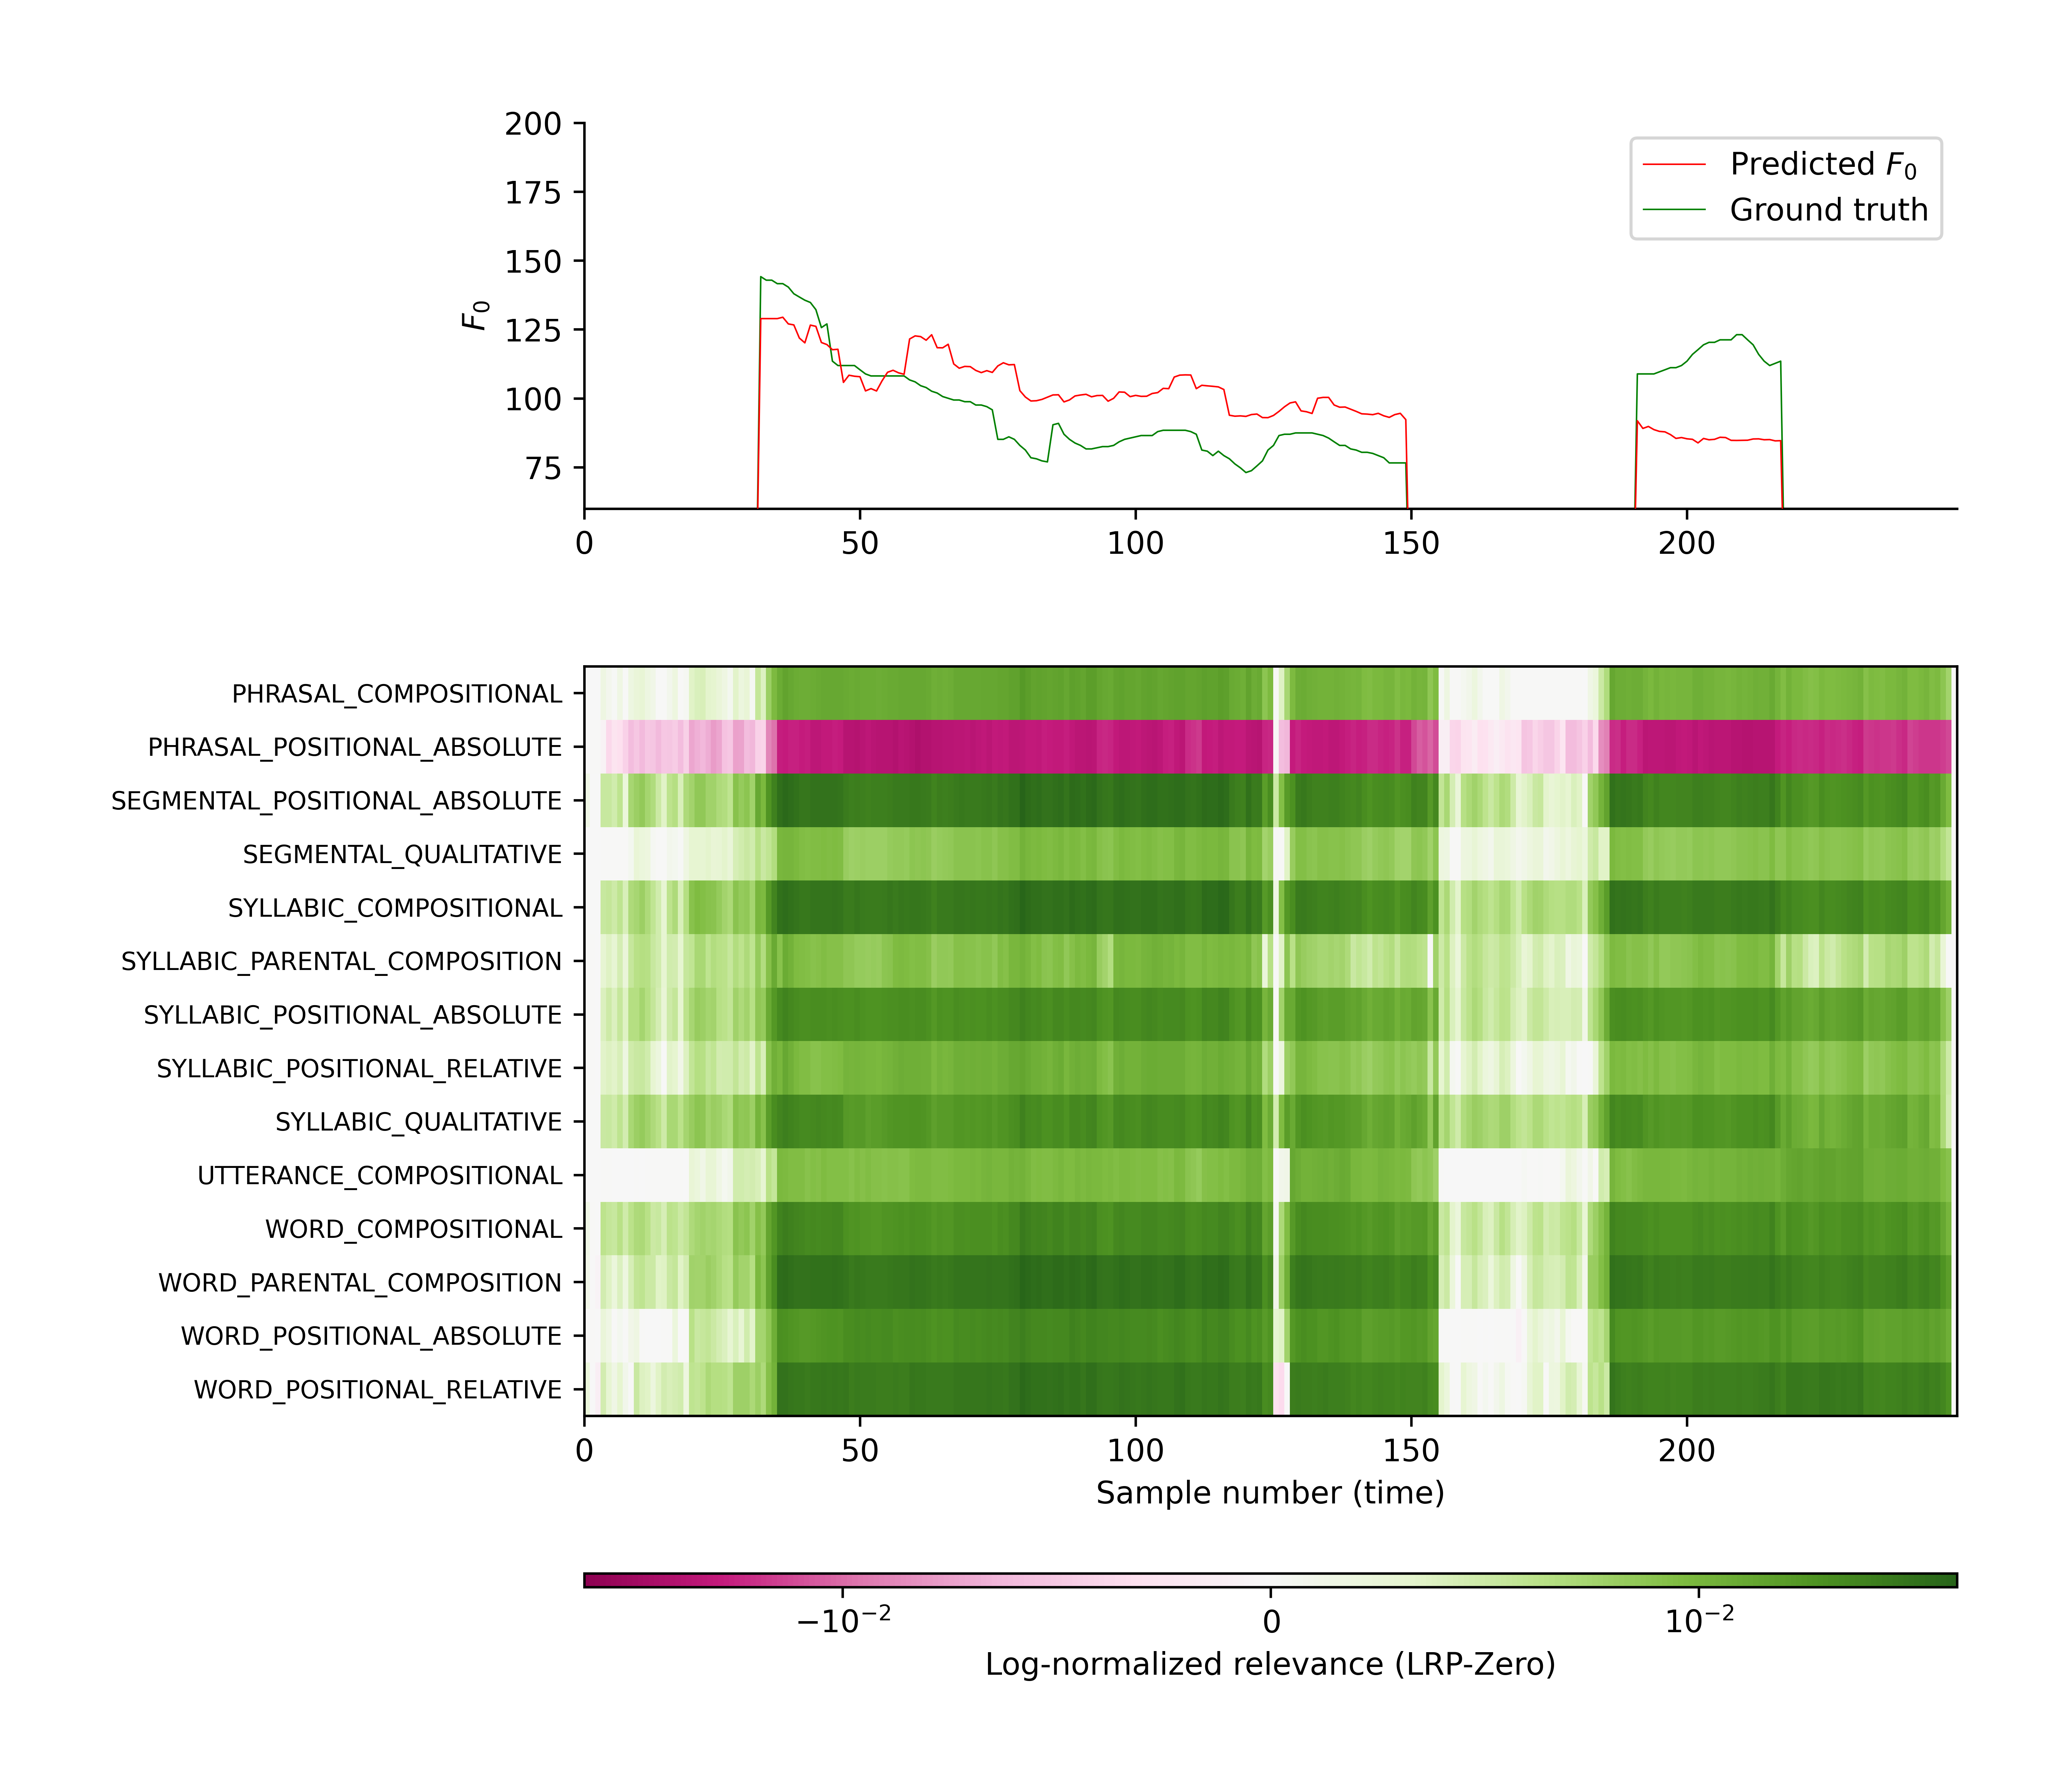 200
175
150
125
100
75
F0
Predicted F0
Ground truth
0 50 100 150 200
PHRASAL_COMPOSITIONAL
PHRASAL_POSITIONAL_ABSOLUTE
SEGMENTAL_POSITIONAL_ABSOLUTE
SEGMENTAL_QUALITATIVE
SYLLABIC_COMPOSITIONAL
SYLLABIC_PARENTAL_COMPOSITION
SYLLABIC_POSITIONAL_ABSOLUTE
SYLLABIC_POSITIONAL_RELATIVE
SYLLABIC_QUALITATIVE
UTTERANCE_COMPOSITIONAL
WORD_COMPOSITIONAL
WORD_PARENTAL_COMPOSITION
WORD_POSITIONAL_ABSOLUTE
WORD_POSITIONAL_RELATIVE
0 50 100 150 200
Sample number (time)
−10⁻² 0 10⁻²
Log-normalized relevance (LRP-Zero)